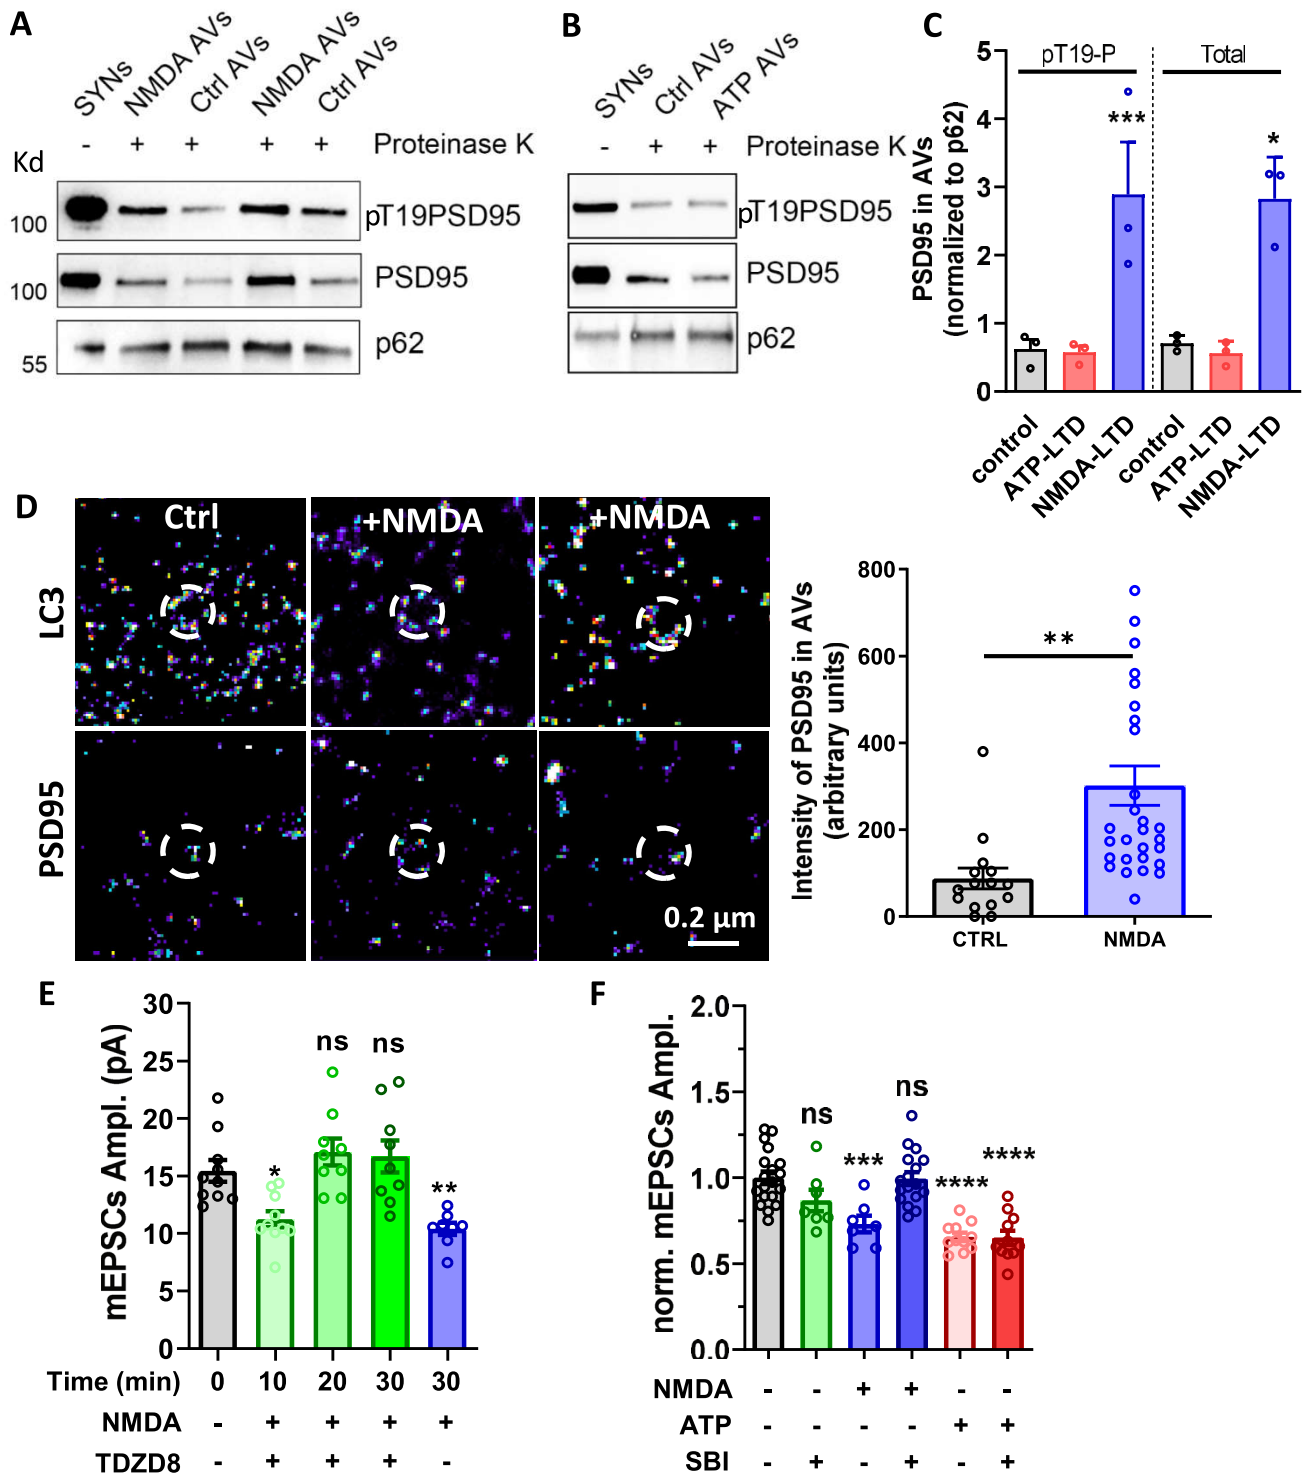 A
SYNs
NMDA AVs
Ctrl AVs
NMDA AVs
Ctrl AVs
- + + + + Proteinase K
Kd
100
pT19PSD95
100
PSD95
55
p62
B
SYNs
Ctrl AVs
ATP AVs
- + + Proteinase K
pT19PSD95
PSD95
p62
C
PSD95 in AVs
(normalized to p62)
5
4
3
2
1
0
pT19-P
Total
***
*
control
ATP-LTD
NMDA-LTD
control
ATP-LTD
NMDA-LTD
D
Ctrl
+NMDA
+NMDA
LC3
PSD95
0.2 µm
Intensity of PSD95 in AVs
(arbitrary units)
800
600
400
200
0
**
CTRL
NMDA
E
mEPSCs Ampl. (pA)
30
25
20
15
10
5
0
*
ns
ns
**
Time (min) 0 10 20 30 30
NMDA - + + + +
TDZD8 - + + + -
F
norm. mEPSCs Ampl.
2.0
1.5
1.0
0.5
0.0
ns
***
ns
****
****
NMDA - - + + - -
ATP - - - - + +
SBI - + - + - +